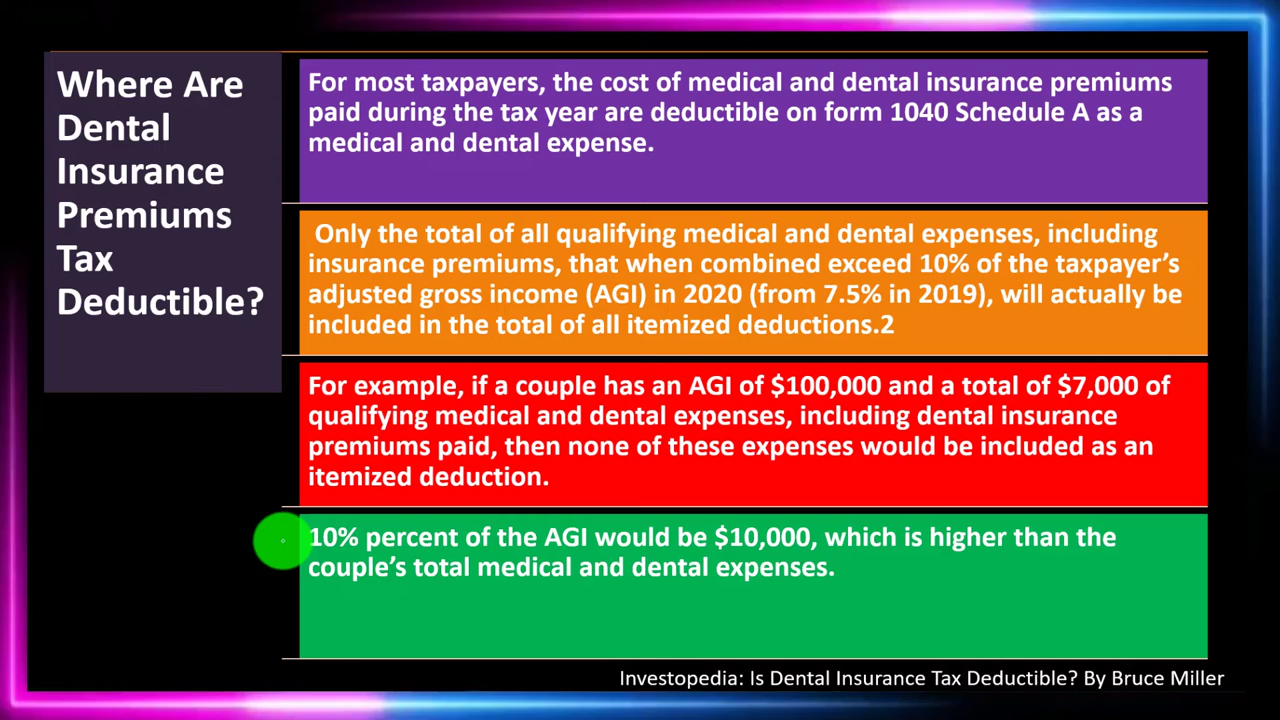 Where Are
Dental
Insurance
Premiums
Tax
Deductible?
For most taxpayers, the cost of medical and dental insurance premiums
paid during the tax year are deductible on form 1040 Schedule A as a
medical and dental expense.
Only the total of all qualifying medical and dental expenses, including
insurance premiums, that when combined exceed 10% of the taxpayer’s
adjusted gross income (AGI) in 2020 (from 7.5% in 2019), will actually be
included in the total of all itemized deductions.2
For example, if a couple has an AGI of $100,000 and a total of $7,000 of
qualifying medical and dental expenses, including dental insurance
premiums paid, then none of these expenses would be included as an
itemized deduction.
10% percent of the AGI would be $10,000, which is higher than the
couple’s total medical and dental expenses.
Investopedia: Is Dental Insurance Tax Deductible? By Bruce Miller